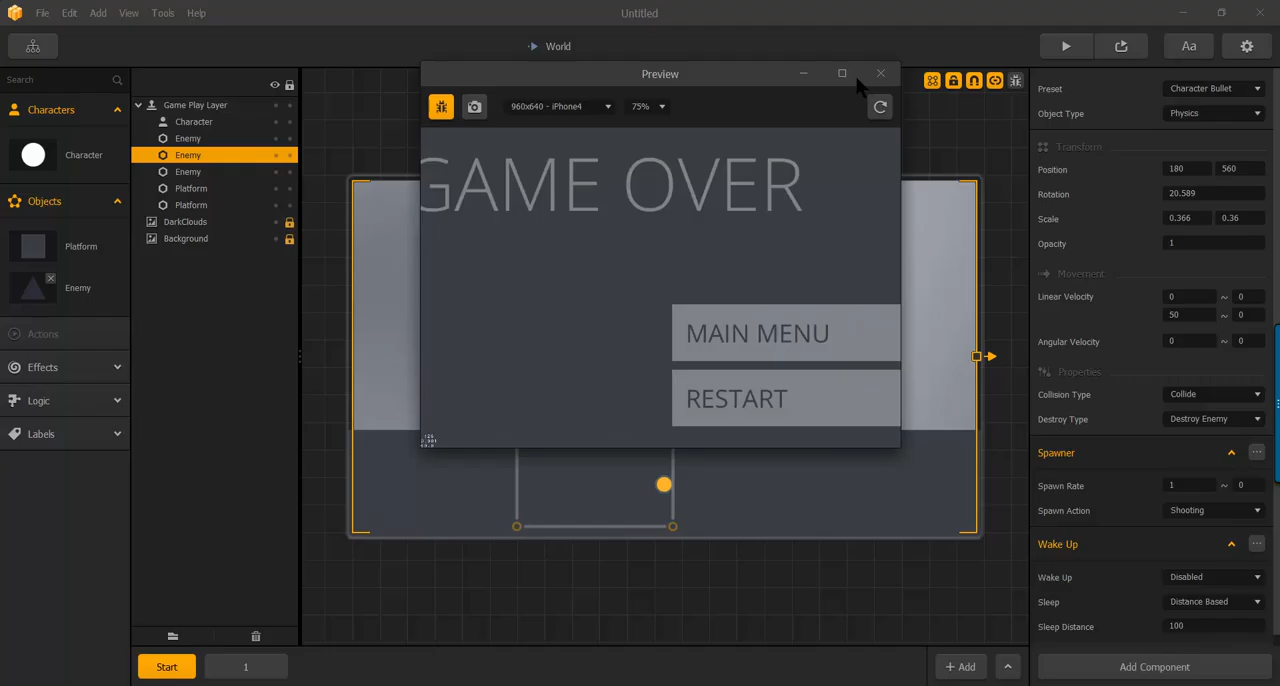 File Edit Add View Tools Help
Untitled
World
Aa
Search
Characters
Character
Objects
Platform
Enemy
Actions
Effects
Logic
Labels
Game Play Layer
Character
Enemy
Enemy
Enemy
Platform
Platform
DarkClouds
Background
Preview
960x640 - iPhone4
75%
GAME OVER
MAIN MENU
RESTART
Preset Character Bullet
Object Type Physics
Transform
Position 180 560
Rotation 20.589
Scale 0.366 0.36
Opacity 1
Movement
Linear Velocity 0 ~ 0
50 ~ 0
Angular Velocity 0 ~ 0
Properties
Collision Type Collide
Destroy Type Destroy Enemy
Spawner
Spawn Rate 1 ~ 0
Spawn Action Shooting
Wake Up
Wake Up Disabled
Sleep Distance Based
Sleep Distance 100
Start 1
+ Add
Add Component